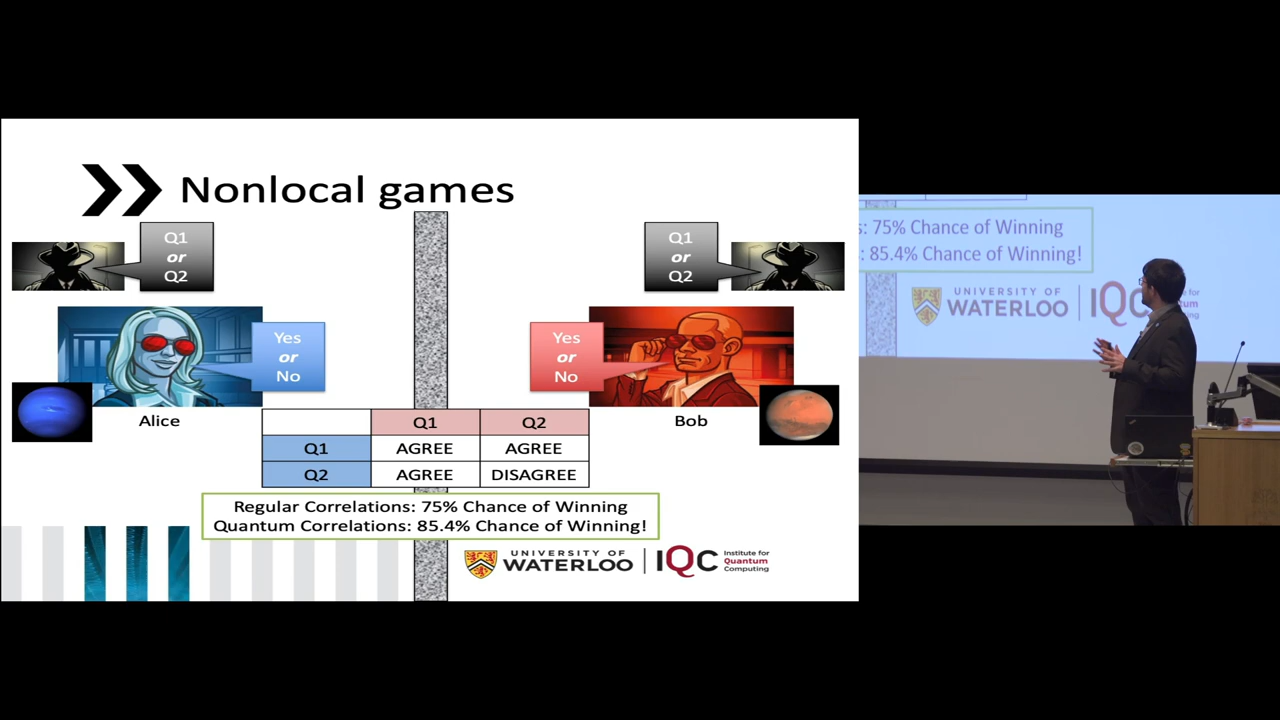 Nonlocal games
Q1
or
Q2
Q1
or
Q2
Yes
or
No
Yes
or
No
Alice
Bob
Q1 Q2
Q1 AGREE AGREE
Q2 AGREE DISAGREE
Regular Correlations: 75% Chance of Winning
Quantum Correlations: 85.4% Chance of Winning!
UNIVERSITY OF
WATERLOO
IQC
Institute for
Quantum
Computing
s: 75% Chance of Winning
: 85.4% Chance of Winning!
UNIVERSITY OF
WATERLOO